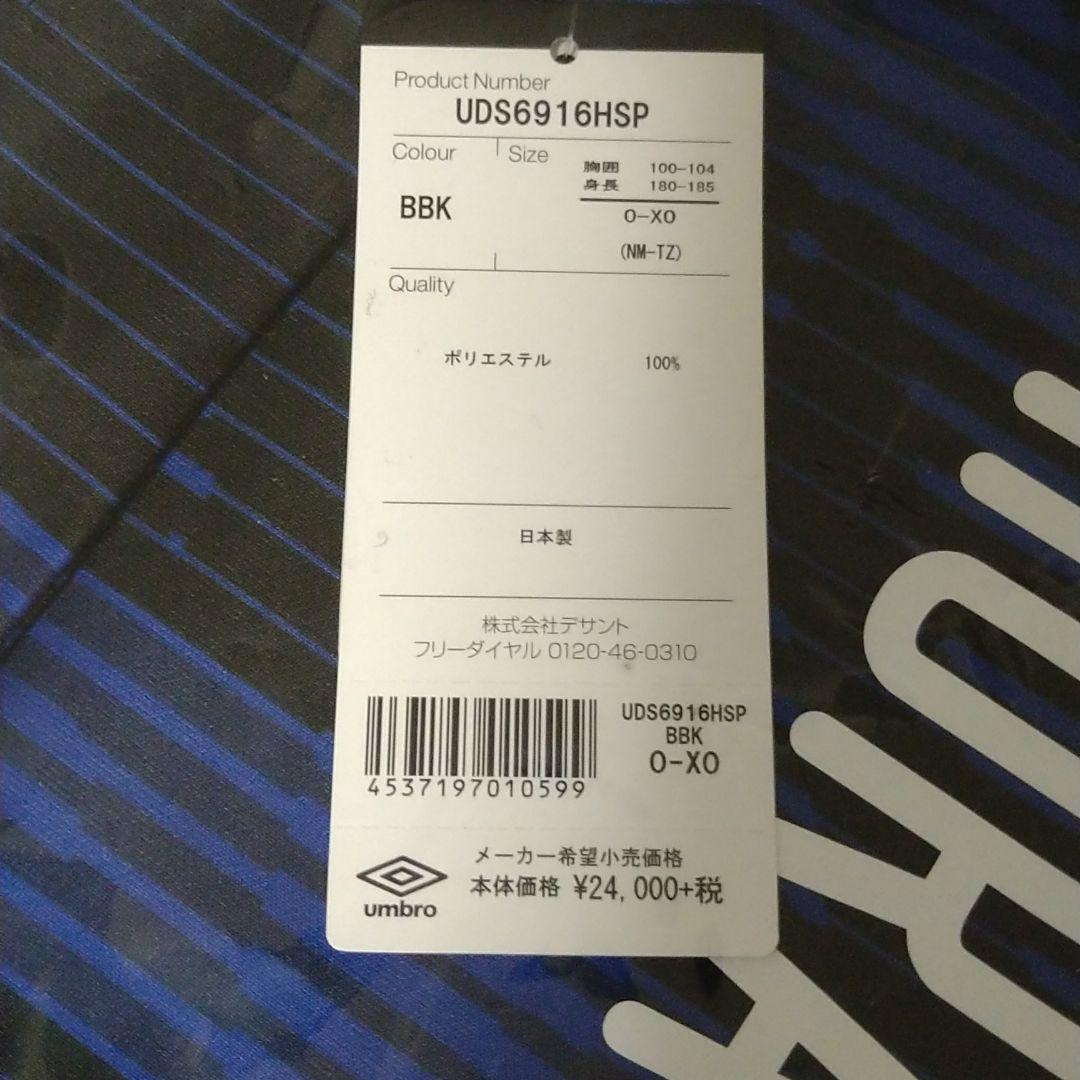 Product Number
UDS6916HSP
Colour
Size
胸囲 100-104
身長 180-185
BBK
O-XO
(NM-TZ)
Quality
ポリエステル 100%
日本製
株式会社デサント
フリーダイヤル 0120-46-0310
UDS6916HSP
BBK
O-XO
4537197010599
メーカー希望小売価格
本体価格 ¥24,000+税
umbro